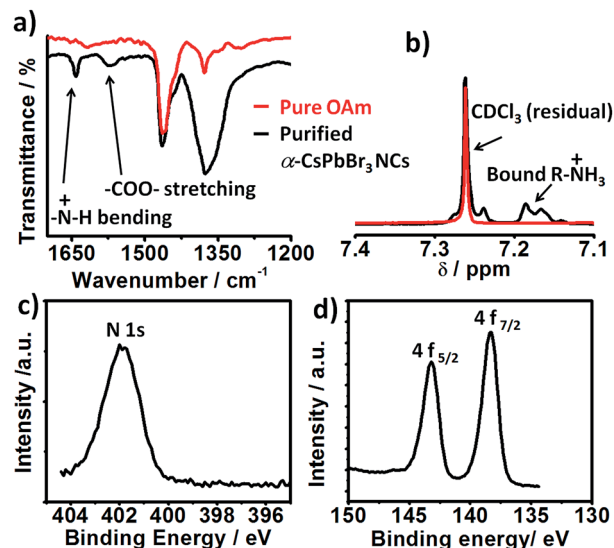 a)
Transmittance / %
Pure OAm
Purified
α-CsPbBr₃ NCs
-COO- stretching
+
-N-H bending
1650 1500 1350 1200
Wavenumber / cm⁻¹
b)
CDCl₃ (residual)
+
Bound R-NH₃
7.4 7.3 7.2 7.1
δ / ppm
c)
N 1s
Intensity /a.u.
404 402 400 398 396
Binding Energy/ eV
d)
4 f₅/₂
4 f₇/₂
Intensity / a.u.
150 145 140 135 130
Binding energy/ eV